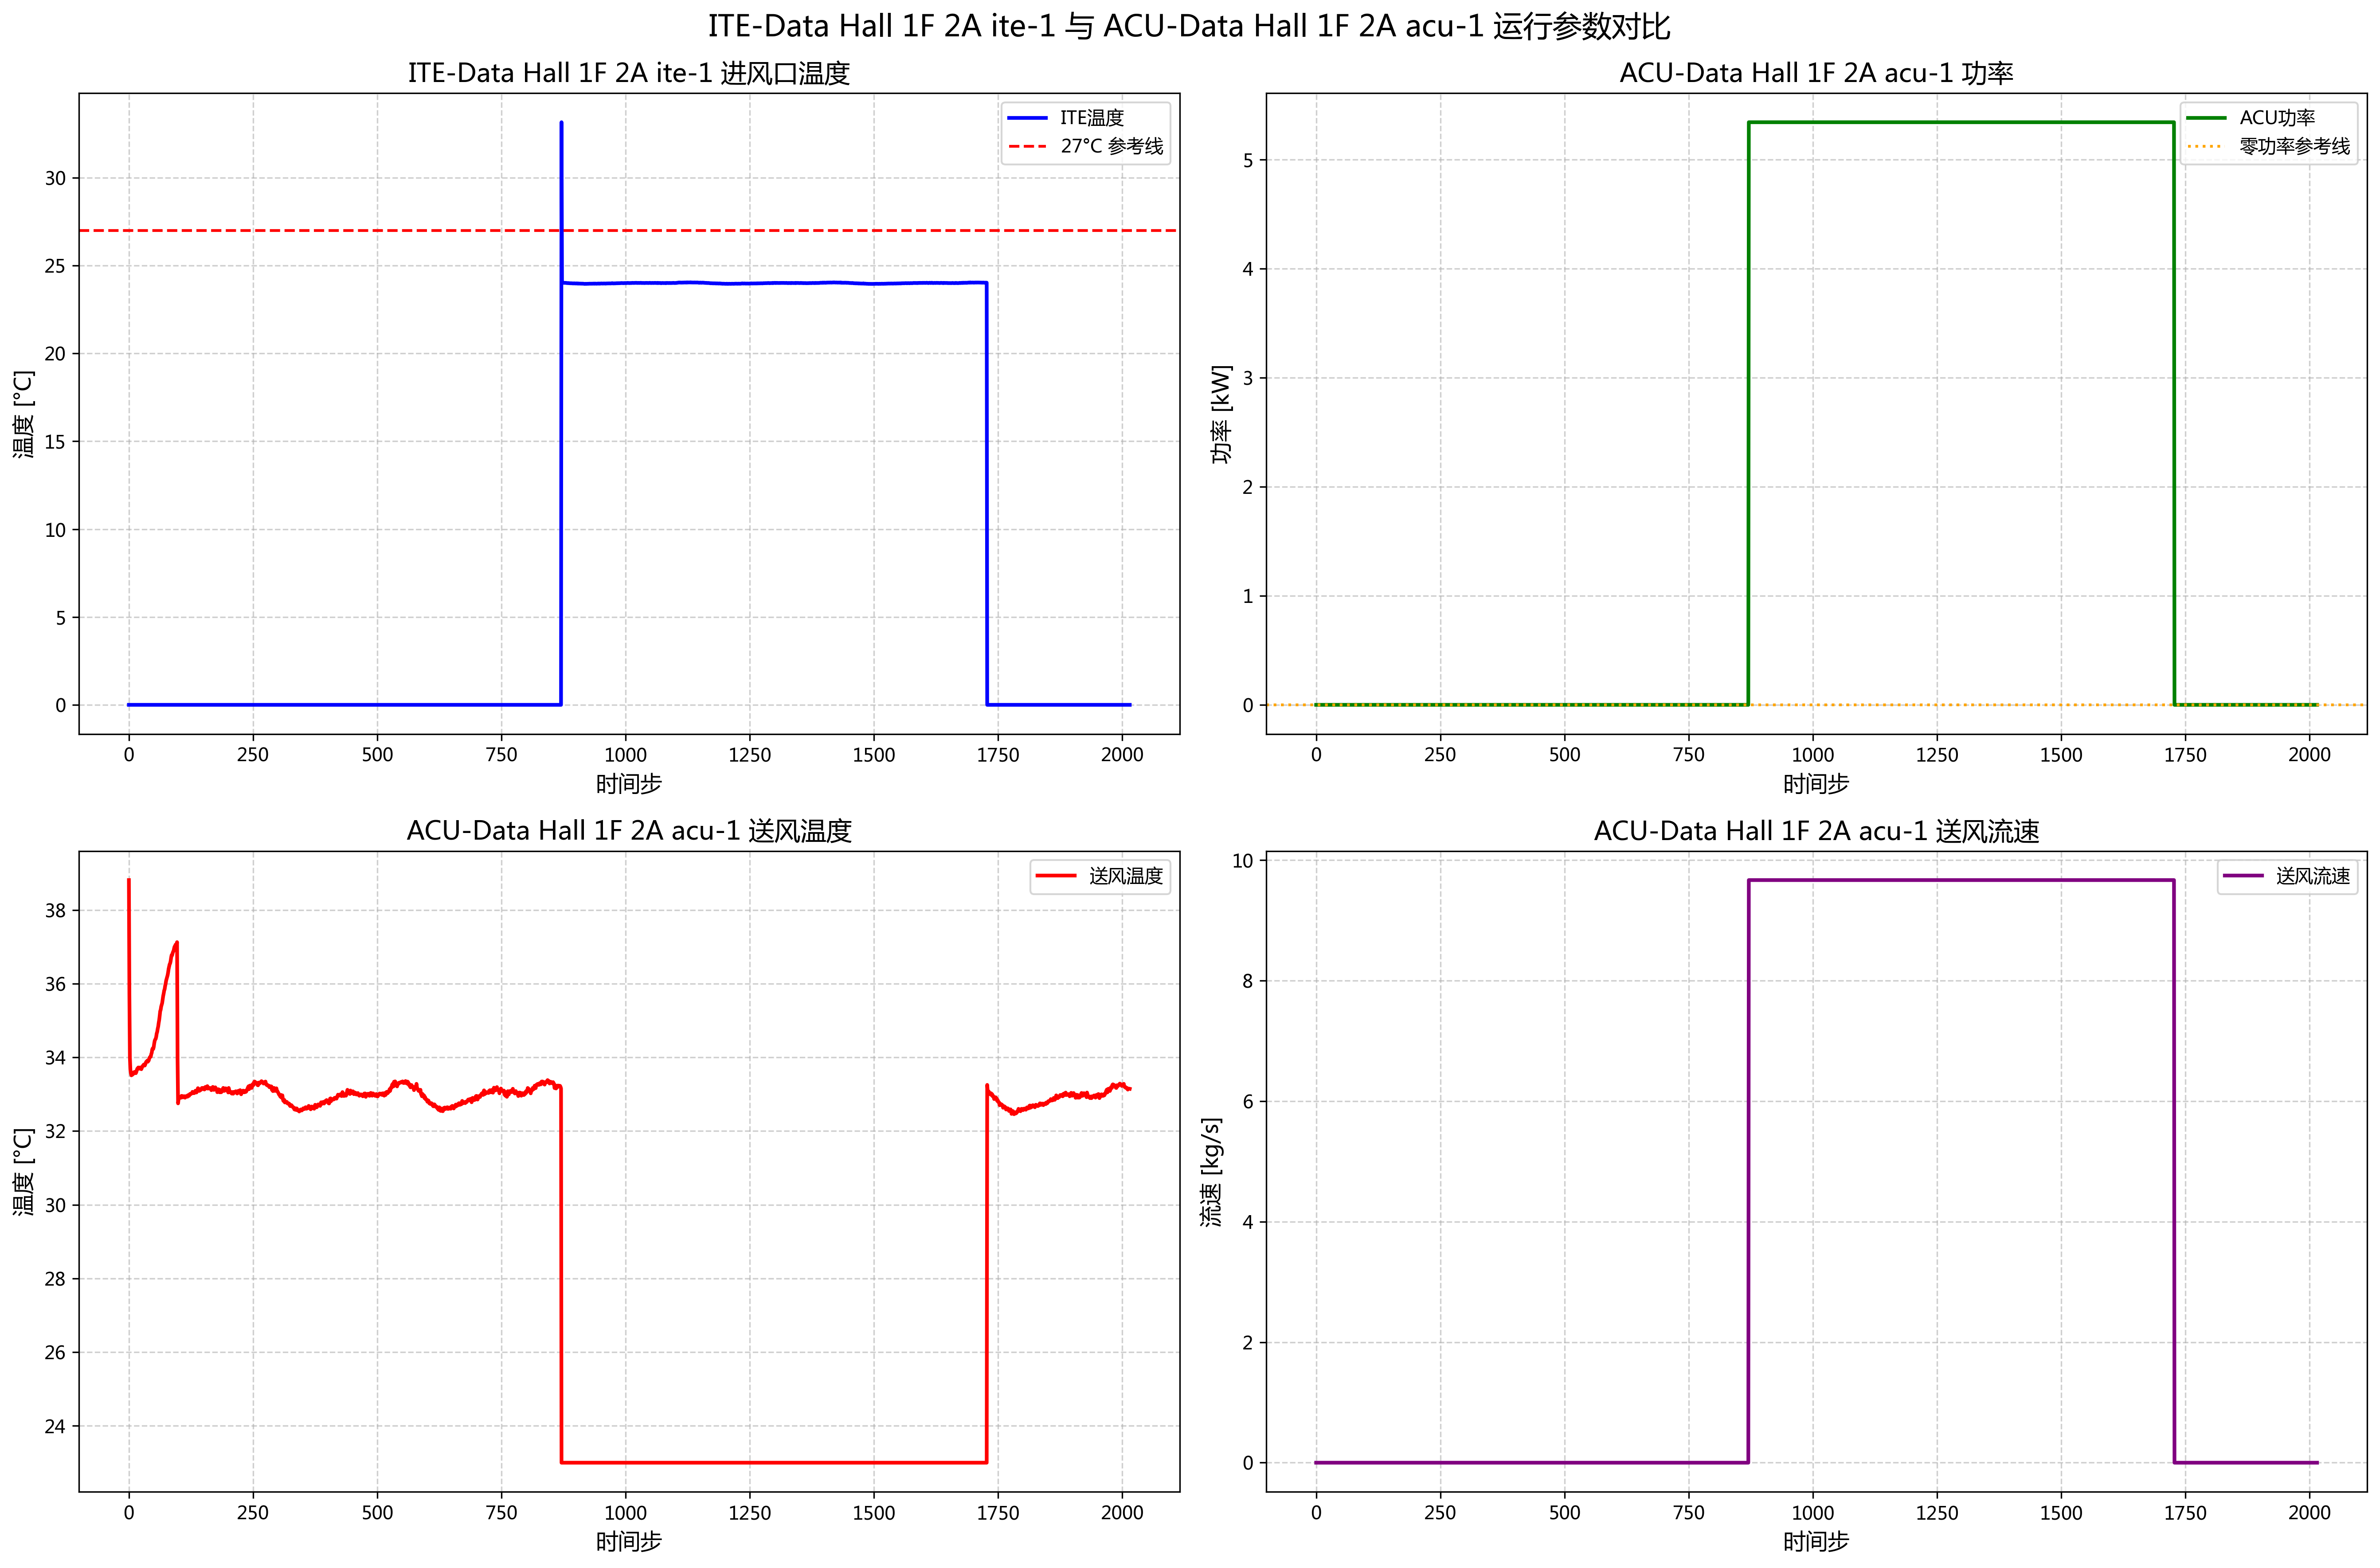 ITE-Data Hall 1F 2A ite-1 与 ACU-Data Hall 1F 2A acu-1 运行参数对比
ITE-Data Hall 1F 2A ite-1 进风口温度
ITE温度
27°C 参考线
温度 [°C]
30
25
20
15
10
5
0
0 250 500 750 1000 1250 1500 1750 2000
时间步
ACU-Data Hall 1F 2A acu-1 功率
ACU功率
零功率参考线
功率 [kW]
5
4
3
2
1
0
0 250 500 750 1000 1250 1500 1750 2000
时间步
ACU-Data Hall 1F 2A acu-1 送风温度
送风温度
温度 [°C]
38
36
34
32
30
28
26
24
0 250 500 750 1000 1250 1500 1750 2000
时间步
ACU-Data Hall 1F 2A acu-1 送风流速
送风流速
流速 [kg/s]
10
8
6
4
2
0
0 250 500 750 1000 1250 1500 1750 2000
时间步